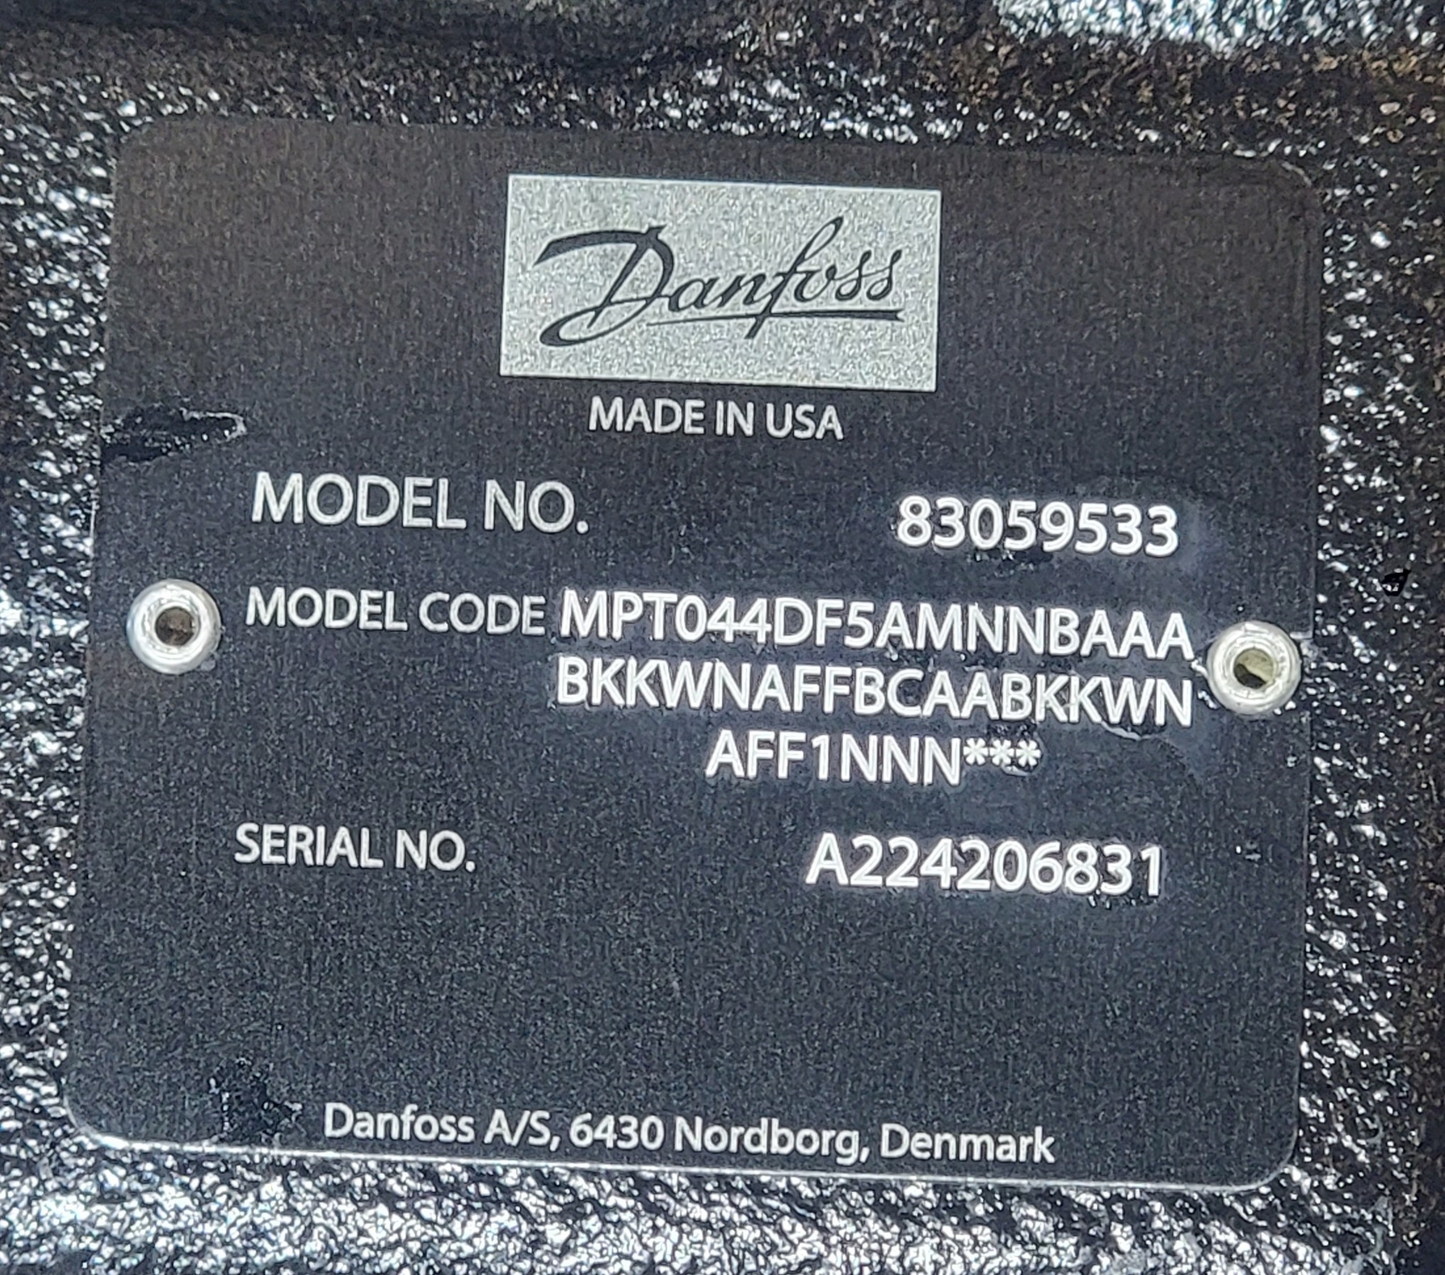 Danfoss
MADE IN USA
MODEL NO. 83059533
MODEL CODE MPT044DF5AMNNBAAA
BKKWNAFFBCAABKKWN
AFF1NNN***
SERIAL NO. A224206831
Danfoss A/S, 6430 Nordborg, Denmark